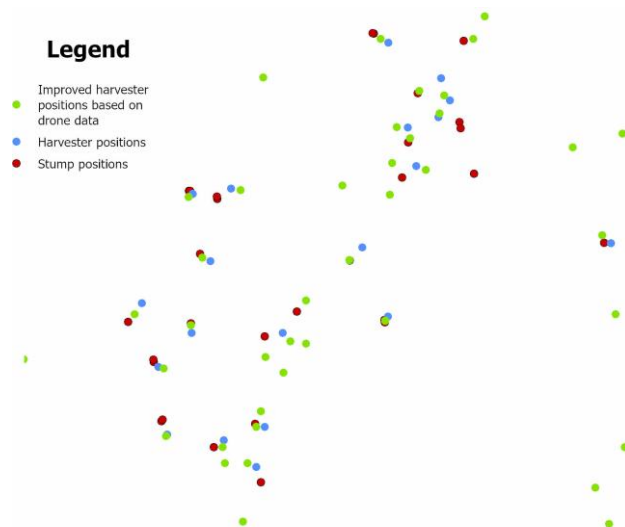 Legend
Improved harvester
positions based on
drone data
Harvester positions
Stump positions